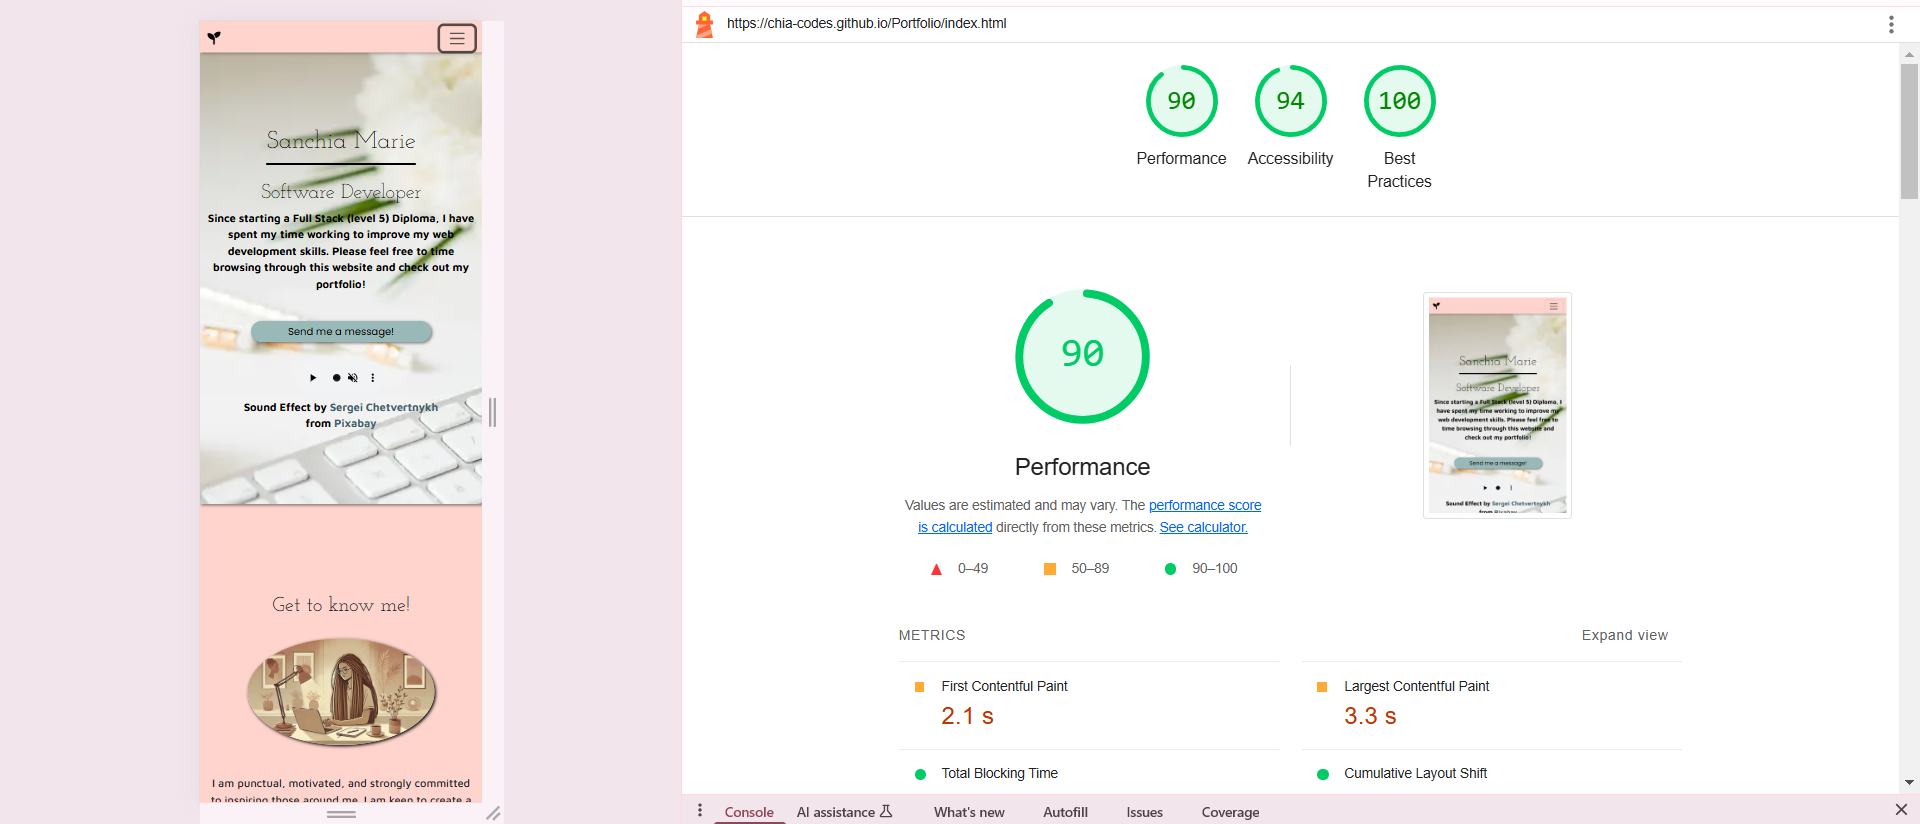 Sanchia Marie
Software Developer
Since starting a Full Stack (level 5) Diploma, I have
spent my time working to improve my web
development skills. Please feel free to time
browsing through this website and check out my
portfolio!
Send me a message!
Sound Effect by Sergei Chetvertnykh
from Pixabay
Get to know me!
I am punctual, motivated, and strongly committed
to inspiring those around me. I am keen to create a
https://chia-codes.github.io/Portfolio/index.html
90
Performance
94
Accessibility
100
Best
Practices
90
Performance
Values are estimated and may vary. The performance score
is calculated directly from these metrics. See calculator.
0–49
50–89
90–100
Sanchia Marie
Software Developer
Since starting a Full Stack (level 5) Diploma, I
have spent my time working to improve my
web development skills. Please feel free to
time browsing through this website and
check out my portfolio!
Send me a message!
Sound Effect by Sergei Chetvertnykh
from Pixabay
METRICS
Expand view
First Contentful Paint
2.1 s
Largest Contentful Paint
3.3 s
Total Blocking Time
Cumulative Layout Shift
Console
AI assistance
What's new
Autofill
Issues
Coverage